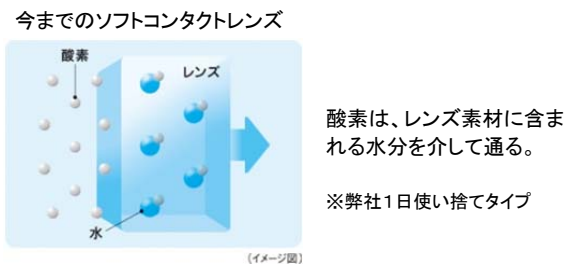 今までのソフトコンタクトレンズ
酸素
レンズ
水
(イメージ図)
酸素は、レンズ素材に含ま
れる水分を介して通る。
※弊社１日使い捨てタイプ